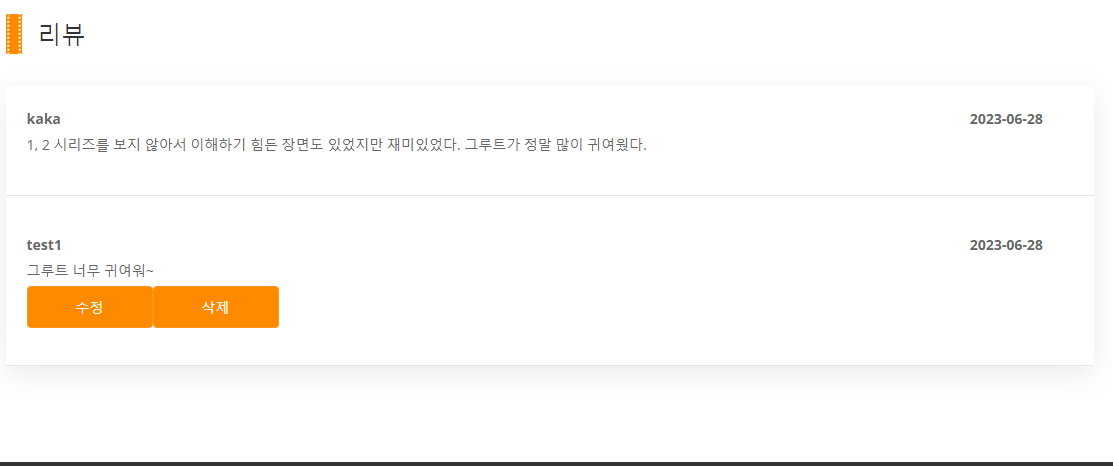 리뷰
kaka 2023-06-28
1, 2 시리즈를 보지 않아서 이해하기 힘든 장면도 있었지만 재미있었다. 그루트가 정말 많이 귀여웠다.
test1 2023-06-28
그루트 너무 귀여워~
수정 삭제